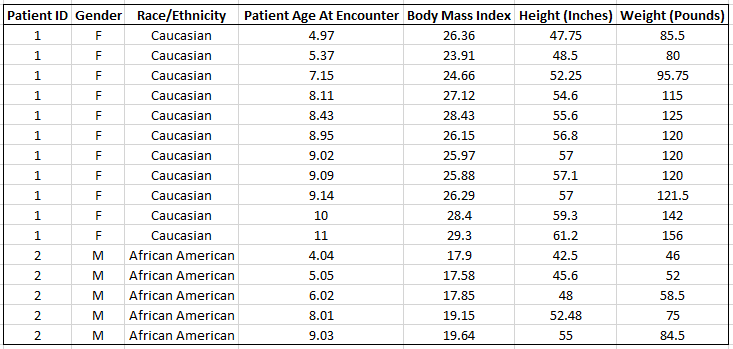 Patient ID Gender Race/Ethnicity Patient Age At Encounter Body Mass Index Height (Inches) Weight (Pounds)
1 F Caucasian 4.97 26.36 47.75 85.5
1 F Caucasian 5.37 23.91 48.5 80
1 F Caucasian 7.15 24.66 52.25 95.75
1 F Caucasian 8.11 27.12 54.6 115
1 F Caucasian 8.43 28.43 55.6 125
1 F Caucasian 8.95 26.15 56.8 120
1 F Caucasian 9.02 25.97 57 120
1 F Caucasian 9.09 25.88 57.1 120
1 F Caucasian 9.14 26.29 57 121.5
1 F Caucasian 10 28.4 59.3 142
1 F Caucasian 11 29.3 61.2 156
2 M African American 4.04 17.9 42.5 46
2 M African American 5.05 17.58 45.6 52
2 M African American 6.02 17.85 48 58.5
2 M African American 8.01 19.15 52.48 75
2 M African American 9.03 19.64 55 84.5